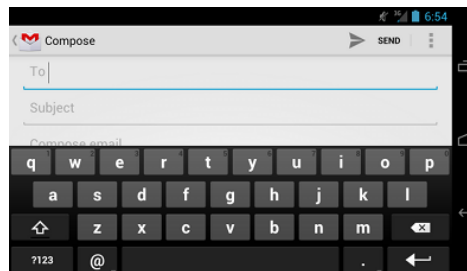 6:54
Compose
SEND
To
Subject
Compose email
q w e r t y u i o p
a s d f g h j k l
z x c v b n m
?123 @ .